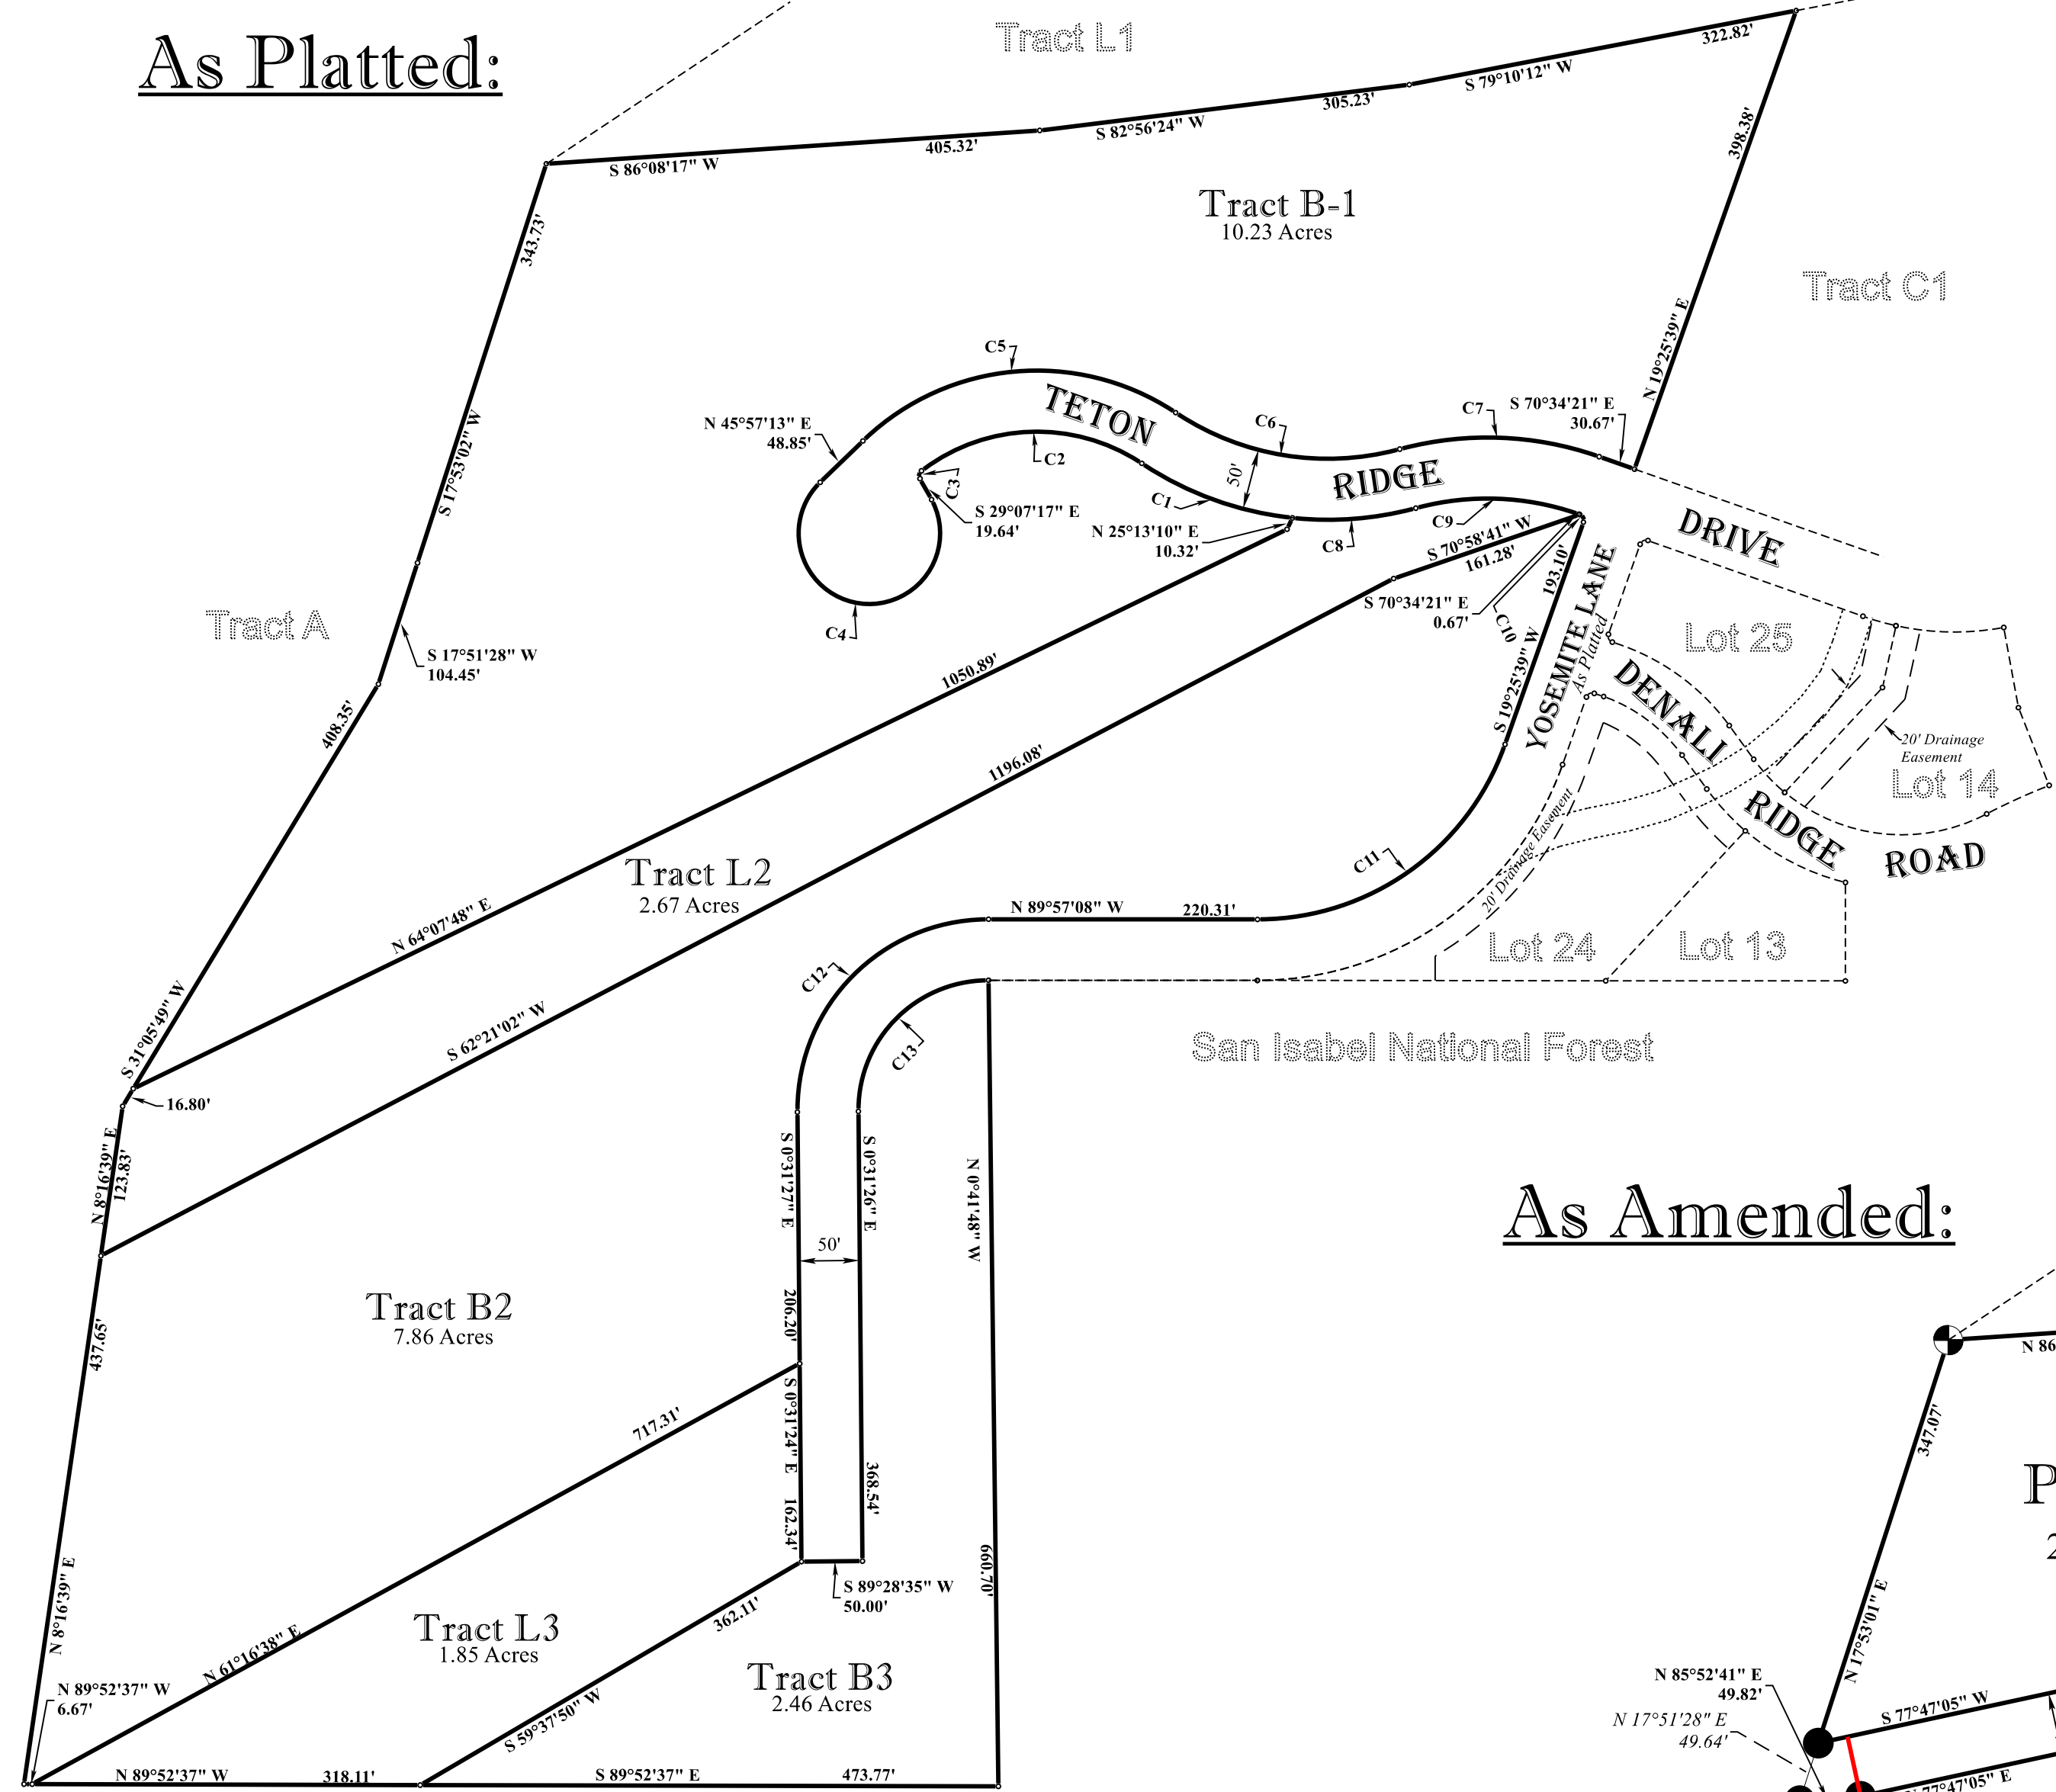 As Platted:
Tract L1
322.82'
S 79°10'12" W
305.23'
S 82°56'24" W
405.32'
S 86°08'17" W
398.38'
N 19°25'39" E
343.73'
S 17°53'02" W
Tract B-1
10.23 Acres
Tract C1
Tract A
S 17°51'28" W
104.45'
408.35'
S 31°05'49" W
16.80'
C5
N 45°57'13" E
48.85'
TETON
RIDGE
DRIVE
C2
C3
S 29°07'17" E
19.64'
C4
C1
50'
C6
C7
S 70°34'21" E
30.67'
N 25°13'10" E
10.32'
C8
C9
S 70°58'41" W
161.28'
S 70°34'21" E
0.67'
C10
193.10'
S 19°25'39" W
YOSEMITE LANE
As Platted
Lot 25
DENALI
RIDGE
ROAD
20' Drainage
Easement
Lot 14
20' Drainage Easement
Lot 24
Lot 13
1050.89'
N 64°07'48" E
1196.08'
S 62°21'02" W
Tract L2
2.67 Acres
C11
N 89°57'08" W
220.31'
C12
C13
San Isabel National Forest
N 8°16'39" E
123.83'
S 0°31'27" E
206.20'
S 0°31'26" E
368.54'
50'
N 0°41'48" W
660.70'
Tract B2
7.86 Acres
437.65'
N 8°16'39" E
717.31'
N 61°16'38" E
S 0°31'24" E
162.34'
S 89°28'35" W
50.00'
Tract L3
1.85 Acres
362.11'
S 59°37'50" W
Tract B3
2.46 Acres
N 89°52'37" W
6.67'
N 89°52'37" W
318.11'
S 89°52'37" E
473.77'
As Amended:
N 86
347.07'
N 17°53'01" E
P
2
N 85°52'41" E
49.82'
N 17°51'28" E
49.64'
S 77°47'05" W
N 77°47'05" E